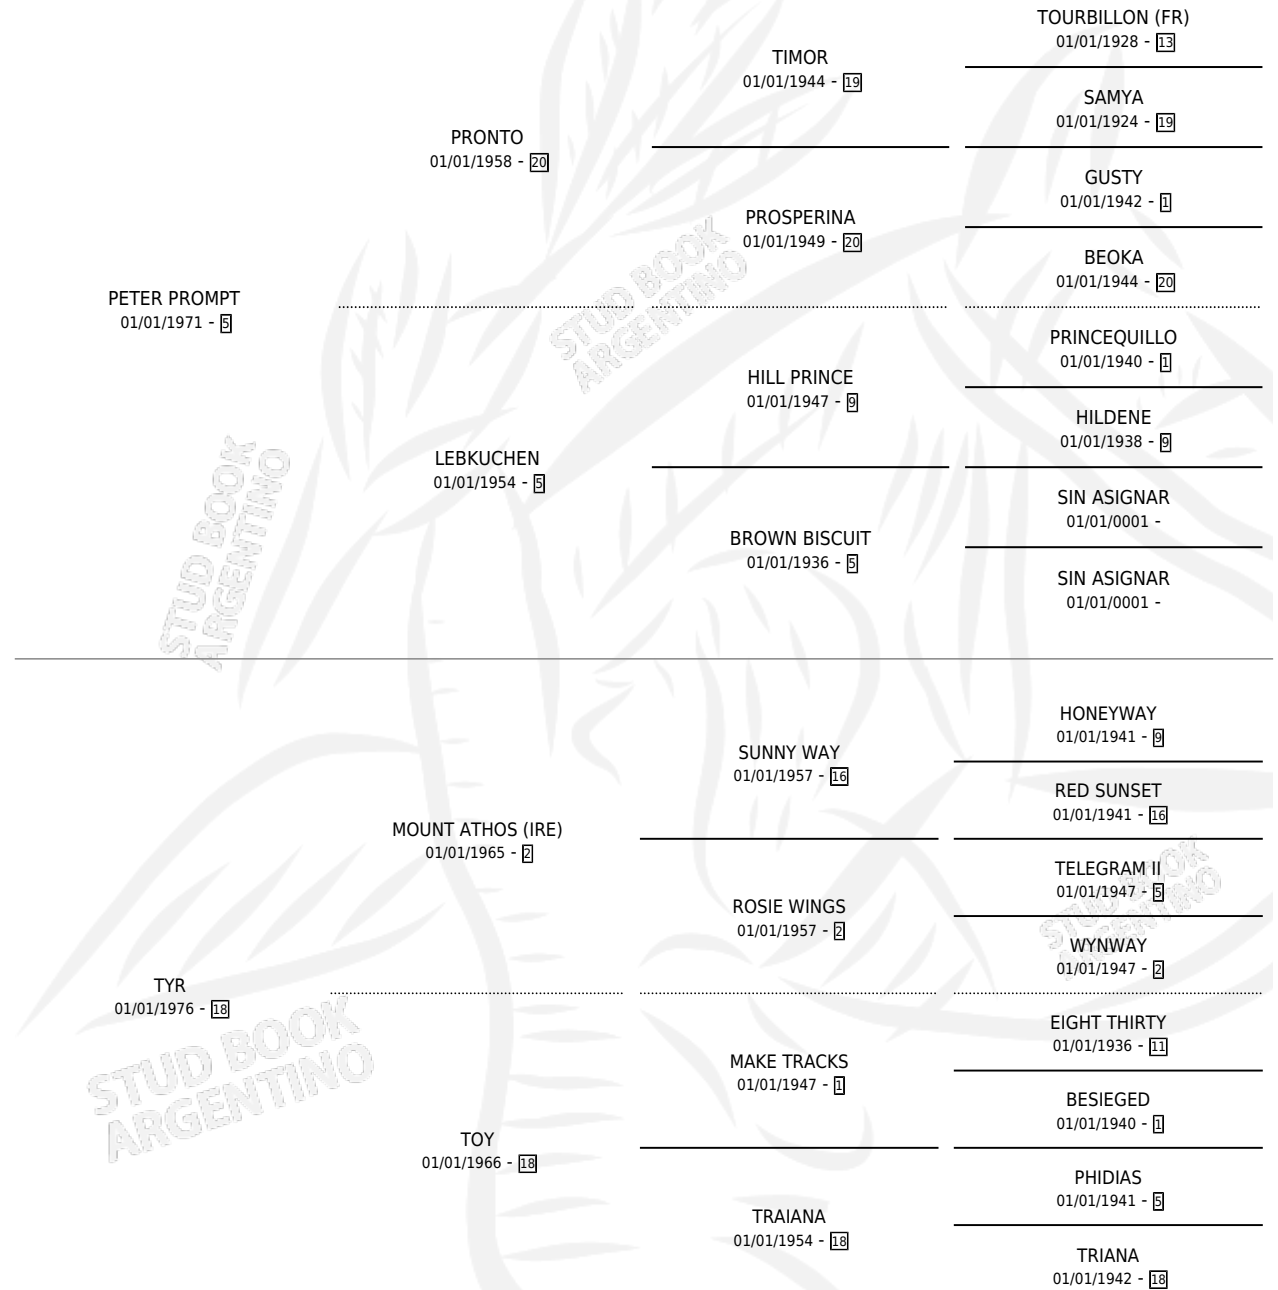 TOURBILLON (FR)
01/01/1928 - 13
TIMOR
01/01/1944 - 19
SAMYA
01/01/1924 - 19
PRONTO
01/01/1958 - 20
GUSTY
01/01/1942 - 1
PROSPERINA
01/01/1949 - 20
BEOKA
01/01/1944 - 20
PETER PROMPT
01/01/1971 - 5
STUD BOOK
ARGENTINO
PRINCEQUILLO
01/01/1940 - 1
HILL PRINCE
01/01/1947 - 9
HILDENE
01/01/1938 - 9
LEBKUCHEN
01/01/1954 - 5
SIN ASIGNAR
01/01/0001 -
BROWN BISCUIT
01/01/1936 - 5
SIN ASIGNAR
01/01/0001 -
STUD BOOK
ARGENTINO
HONEYWAY
01/01/1941 - 9
SUNNY WAY
01/01/1957 - 16
RED SUNSET
01/01/1941 - 16
MOUNT ATHOS (IRE)
01/01/1965 - 2
TELEGRAM II
01/01/1947 - 5
ROSIE WINGS
01/01/1957 - 2
WYNWAY
01/01/1947 - 2
STUD BOOK
ARGENTINO
TYR
01/01/1976 - 18
EIGHT THIRTY
01/01/1936 - 11
MAKE TRACKS
01/01/1947 - 1
BESIEGED
01/01/1940 - 1
STUD BOOK
ARGENTINO
TOY
01/01/1966 - 18
PHIDIAS
01/01/1941 - 5
TRAIANA
01/01/1954 - 18
TRIANA
01/01/1942 - 18